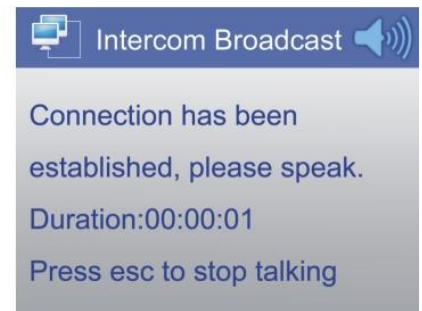 Intercom Broadcast
Connection has been
established, please speak.
Duration:00:00:01
Press esc to stop talking